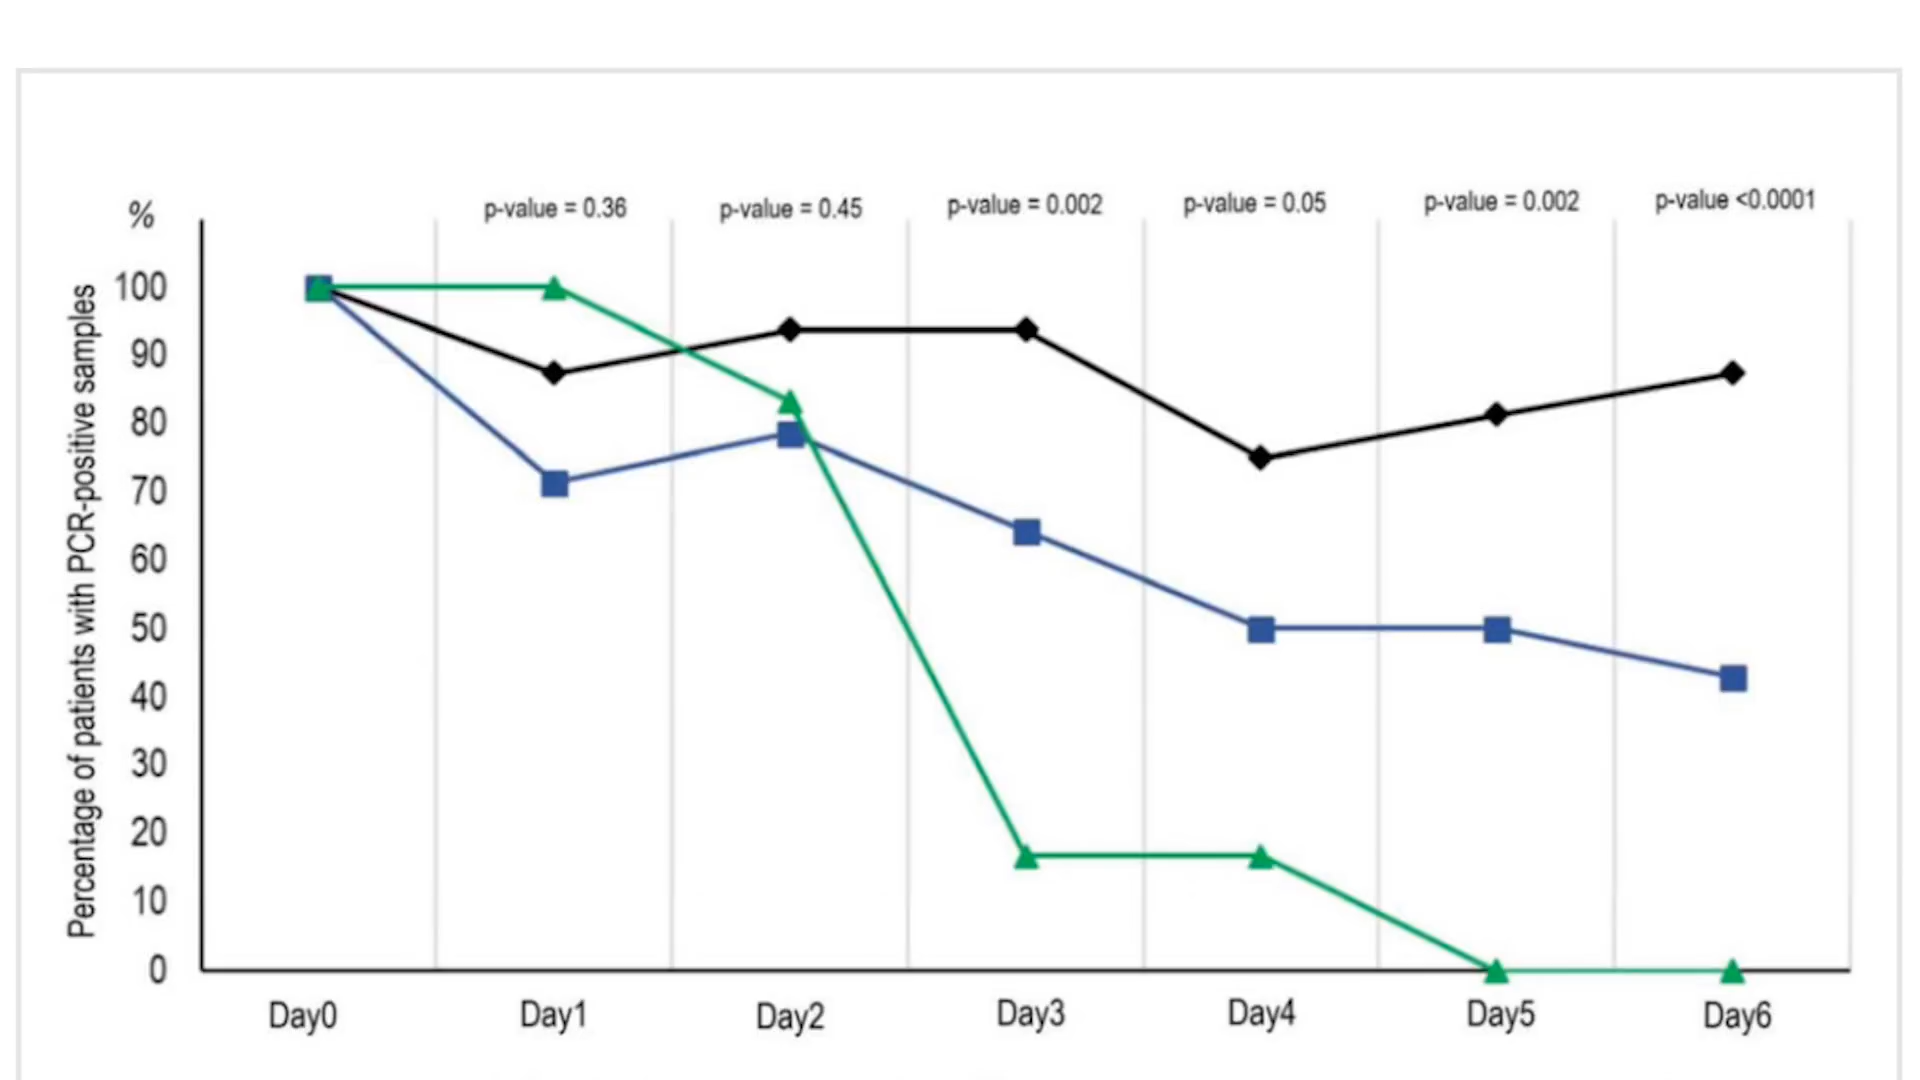 p-value = 0.36
p-value = 0.45
p-value = 0.002
p-value = 0.05
p-value = 0.002
p-value <0.0001
%
100
90
80
70
60
50
40
30
20
10
0
Percentage of patients with PCR-positive samples
Day0
Day1
Day2
Day3
Day4
Day5
Day6